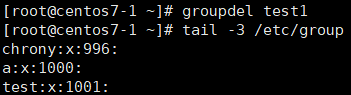 [root@centos7-1 ~]# groupdel test1
[root@centos7-1 ~]# tail -3 /etc/group
chrony:x:996:
a:x:1000:
test:x:1001: